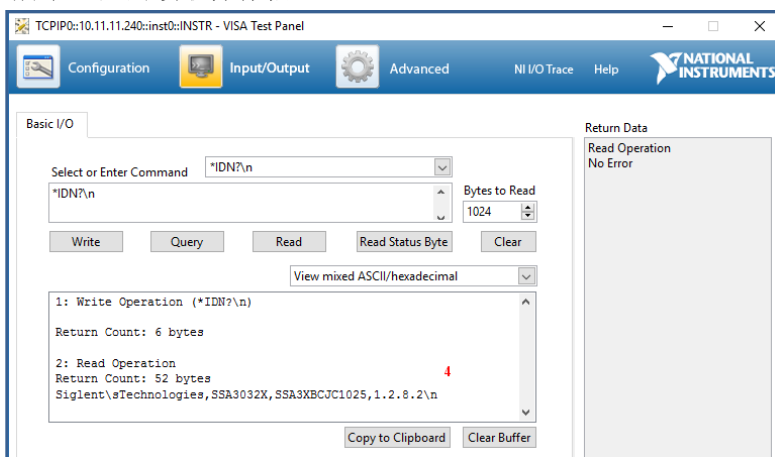 TCPIP0::10.11.11.240::inst0::INSTR - VISA Test Panel
Configuration Input/Output Advanced NI I/O Trace Help NATIONAL INSTRUMENTS
Basic I/O
Return Data
Read Operation
No Error
Select or Enter Command *IDN?\n
*IDN?\n
Bytes to Read
1024
Write Query Read Read Status Byte Clear
View mixed ASCII/hexadecimal
1: Write Operation (*IDN?\n)
Return Count: 6 bytes
2: Read Operation
4
Return Count: 52 bytes
Siglent\sTechnologies,SSA3032X,SSA3XBCJC1025,1.2.8.2\n
Copy to Clipboard Clear Buffer